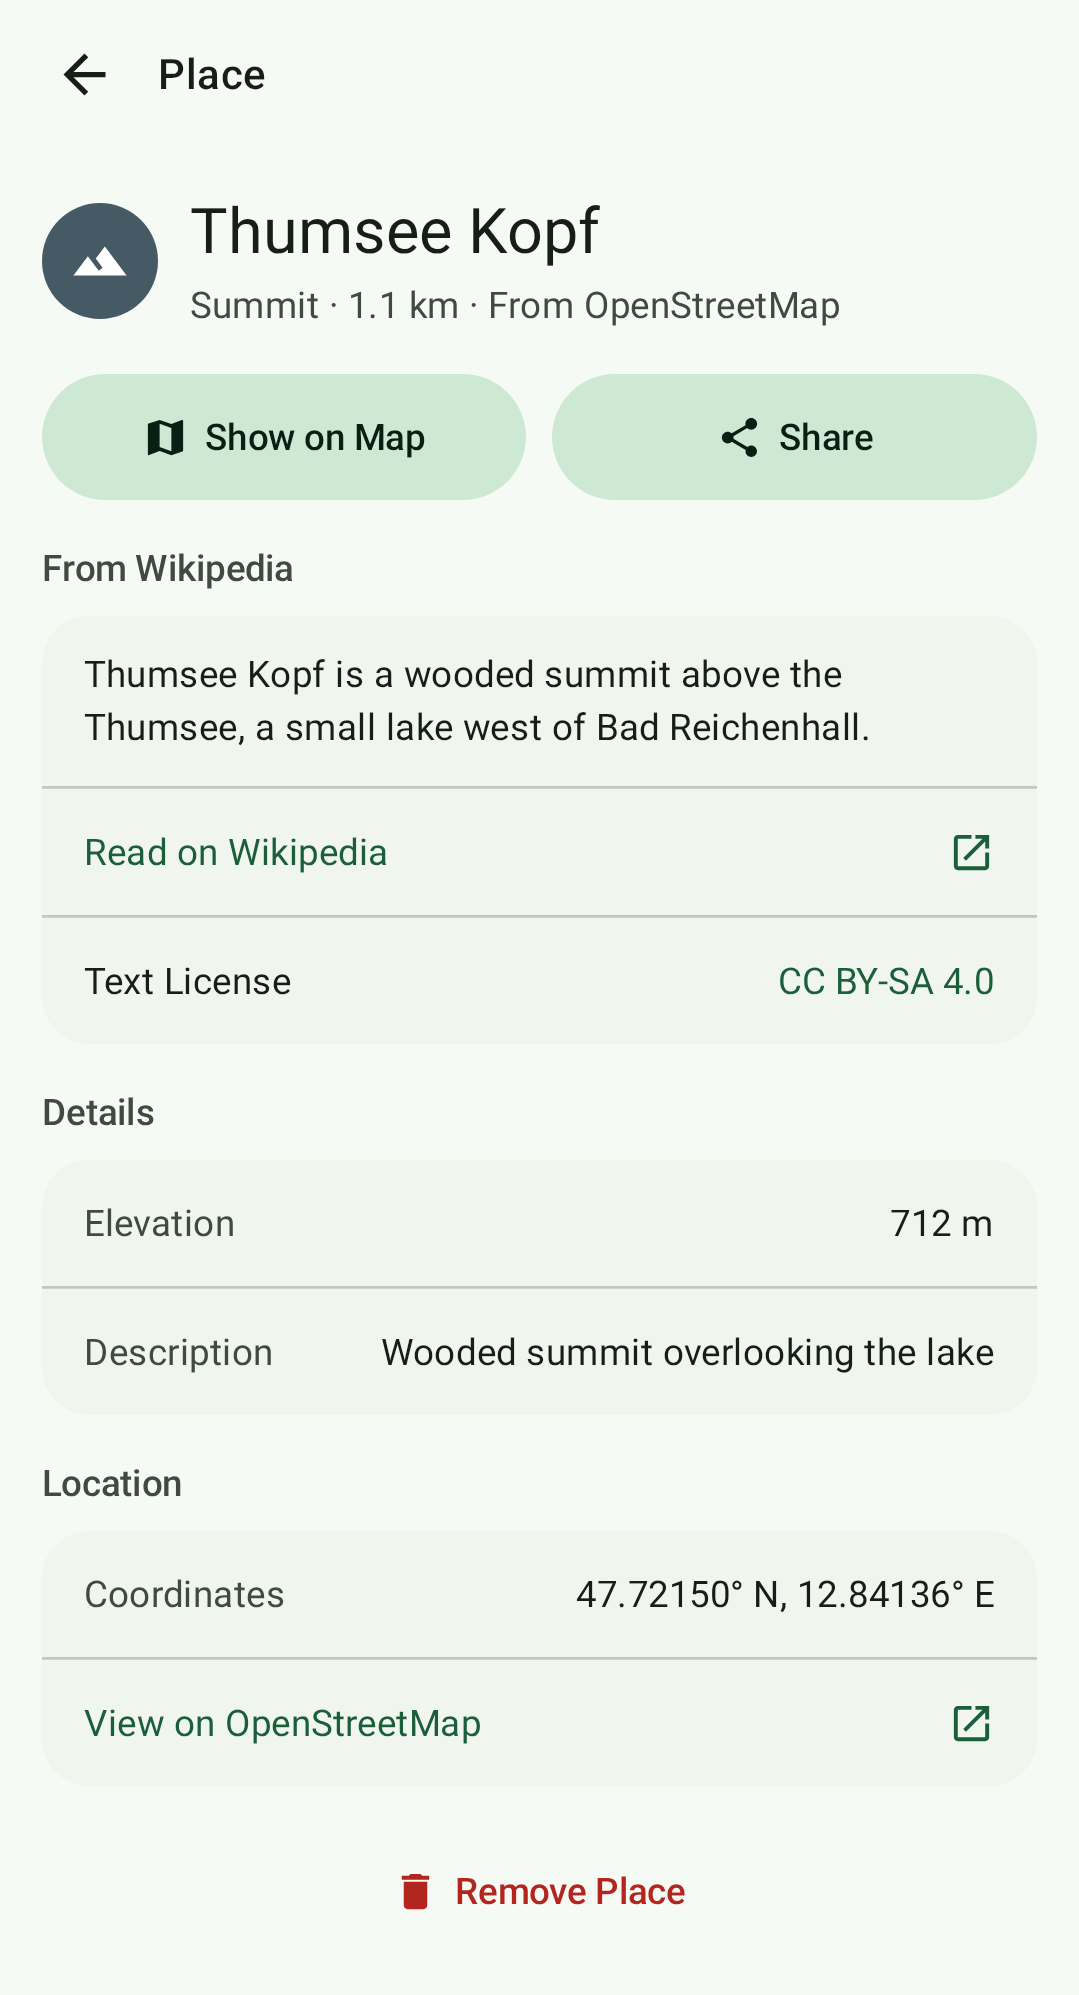 Place
Thumsee Kopf
Summit · 1.1 km · From OpenStreetMap
Show on Map
Share
From Wikipedia
Thumsee Kopf is a wooded summit above the
Thumsee, a small lake west of Bad Reichenhall.
Read on Wikipedia
Text License CC BY-SA 4.0
Details
Elevation 712 m
Description Wooded summit overlooking the lake
Location
Coordinates 47.72150° N, 12.84136° E
View on OpenStreetMap
Remove Place